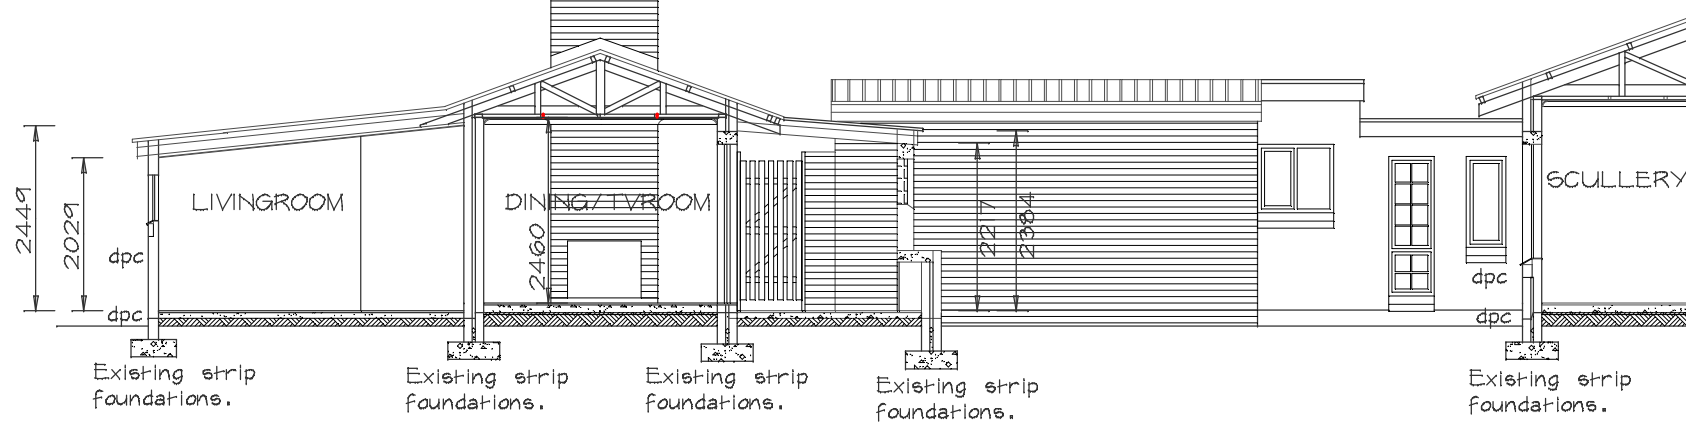 2449
2029
dpc
dpc
LIVINGROOM
DINING/TVROOM
2460
2217
2384
SCULLERY
dpc
dpc
Existing strip
foundations.
Existing strip
foundations.
Existing strip
foundations.
Existing strip
foundations.
Existing strip
foundations.